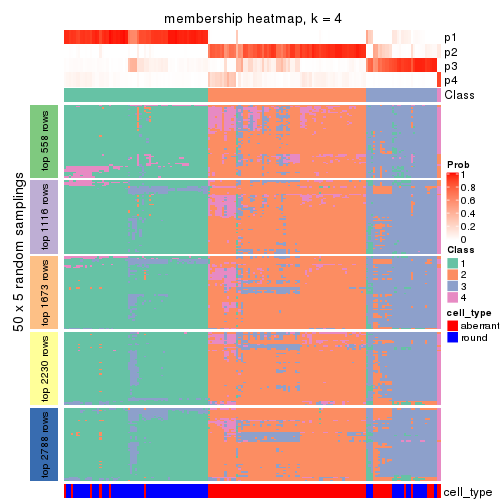 membership heatmap, k = 4
p1
p2
p3
p4
Class
50 x 5 random samplings
top 558 rows
top 1116 rows
top 1673 rows
top 2230 rows
top 2788 rows
Prob
1
0.8
0.6
0.4
0.2
0
Class
1
2
3
4
cell_type
aberrant
round
cell_type